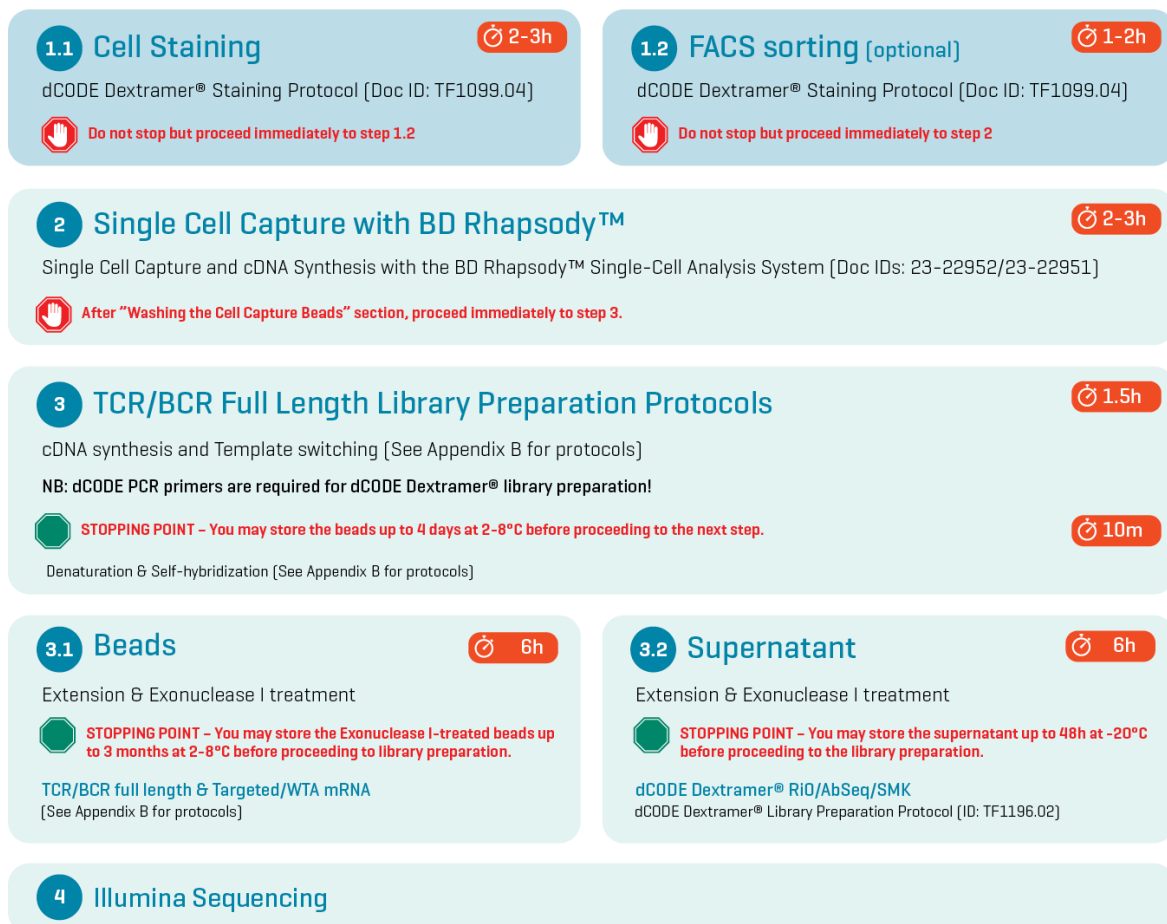 1.1 Cell Staining
2-3h
dCODE Dextramer® Staining Protocol (Doc ID: TF1099.04)
Do not stop but proceed immediately to step 1.2
1.2 FACS sorting (optional)
1-2h
dCODE Dextramer® Staining Protocol (Doc ID: TF1099.04)
Do not stop but proceed immediately to step 2
2 Single Cell Capture with BD Rhapsody™
2-3h
Single Cell Capture and cDNA Synthesis with the BD Rhapsody™ Single-Cell Analysis System (Doc IDs: 23-22952/23-22951)
After "Washing the Cell Capture Beads" section, proceed immediately to step 3.
3 TCR/BCR Full Length Library Preparation Protocols
1.5h
cDNA synthesis and Template switching (See Appendix B for protocols)
NB: dCODE PCR primers are required for dCODE Dextramer® library preparation!
STOPPING POINT – You may store the beads up to 4 days at 2-8°C before proceeding to the next step.
10m
Denaturation & Self-hybridization (See Appendix B for protocols)
3.1 Beads
6h
Extension & Exonuclease I treatment
STOPPING POINT – You may store the Exonuclease I-treated beads up
to 3 months at 2-8°C before proceeding to library preparation.
TCR/BCR full length & Targeted/WTA mRNA
(See Appendix B for protocols)
3.2 Supernatant
6h
Extension & Exonuclease I treatment
STOPPING POINT – You may store the supernatant up to 48h at -20°C
before proceeding to the library preparation.
dCODE Dextramer® RiO/AbSeq/SMK
dCODE Dextramer® Library Preparation Protocol (ID: TF1196.02)
4 Illumina Sequencing